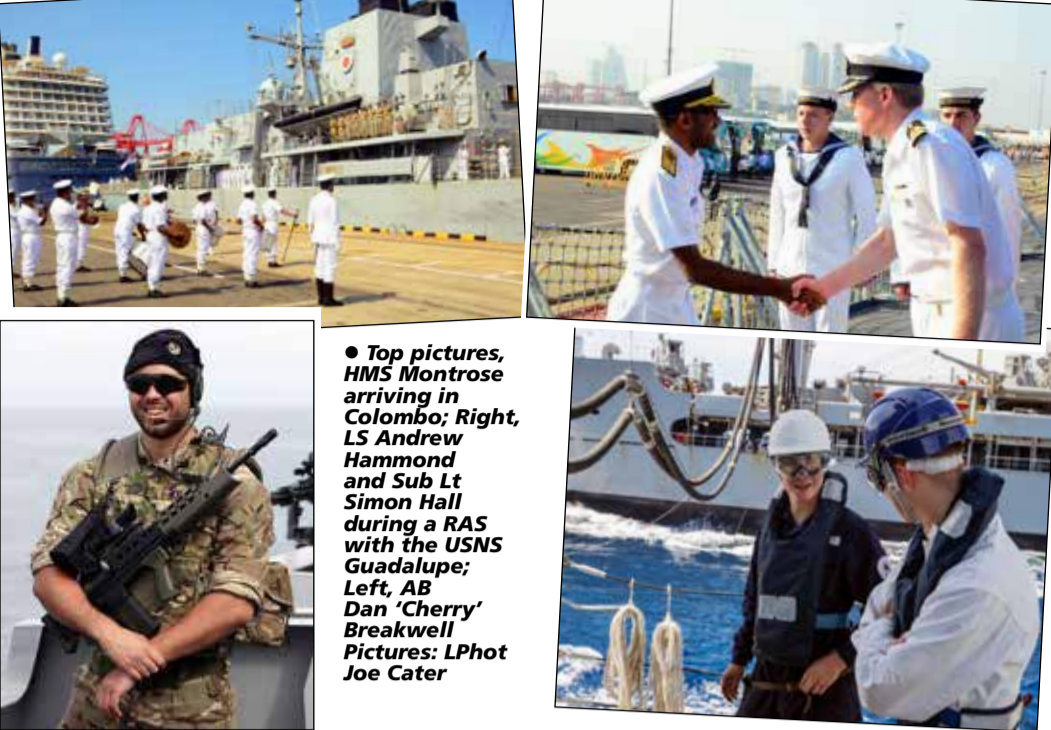 ● Top pictures,
HMS Montrose
arriving in
Colombo; Right,
LS Andrew
Hammond
and Sub Lt
Simon Hall
during a RAS
with the USNS
Guadalupe;
Left, AB
Dan ‘Cherry’
Breakwell
Pictures: LPhot
Joe Cater